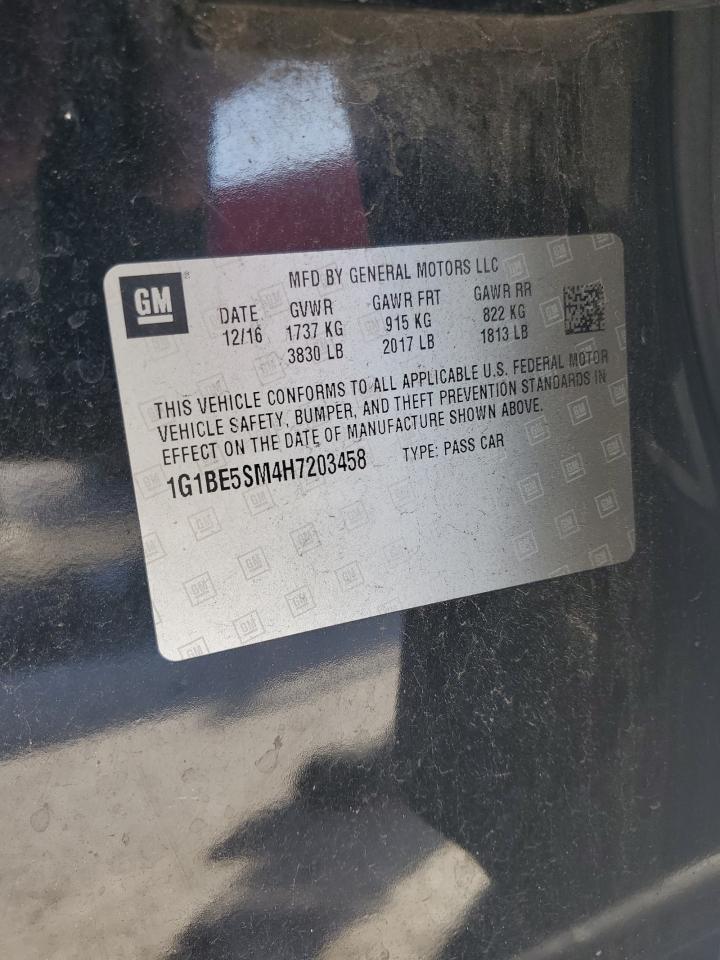 GM
MFD BY GENERAL MOTORS LLC
DATE GVWR GAWR FRT GAWR RR
12/16 1737 KG 915 KG 822 KG
3830 LB 2017 LB 1813 LB
THIS VEHICLE CONFORMS TO ALL APPLICABLE U.S. FEDERAL MOTOR
VEHICLE SAFETY, BUMPER, AND THEFT PREVENTION STANDARDS IN
EFFECT ON THE DATE OF MANUFACTURE SHOWN ABOVE.
1G1BE5SM4H7203458 TYPE: PASS CAR